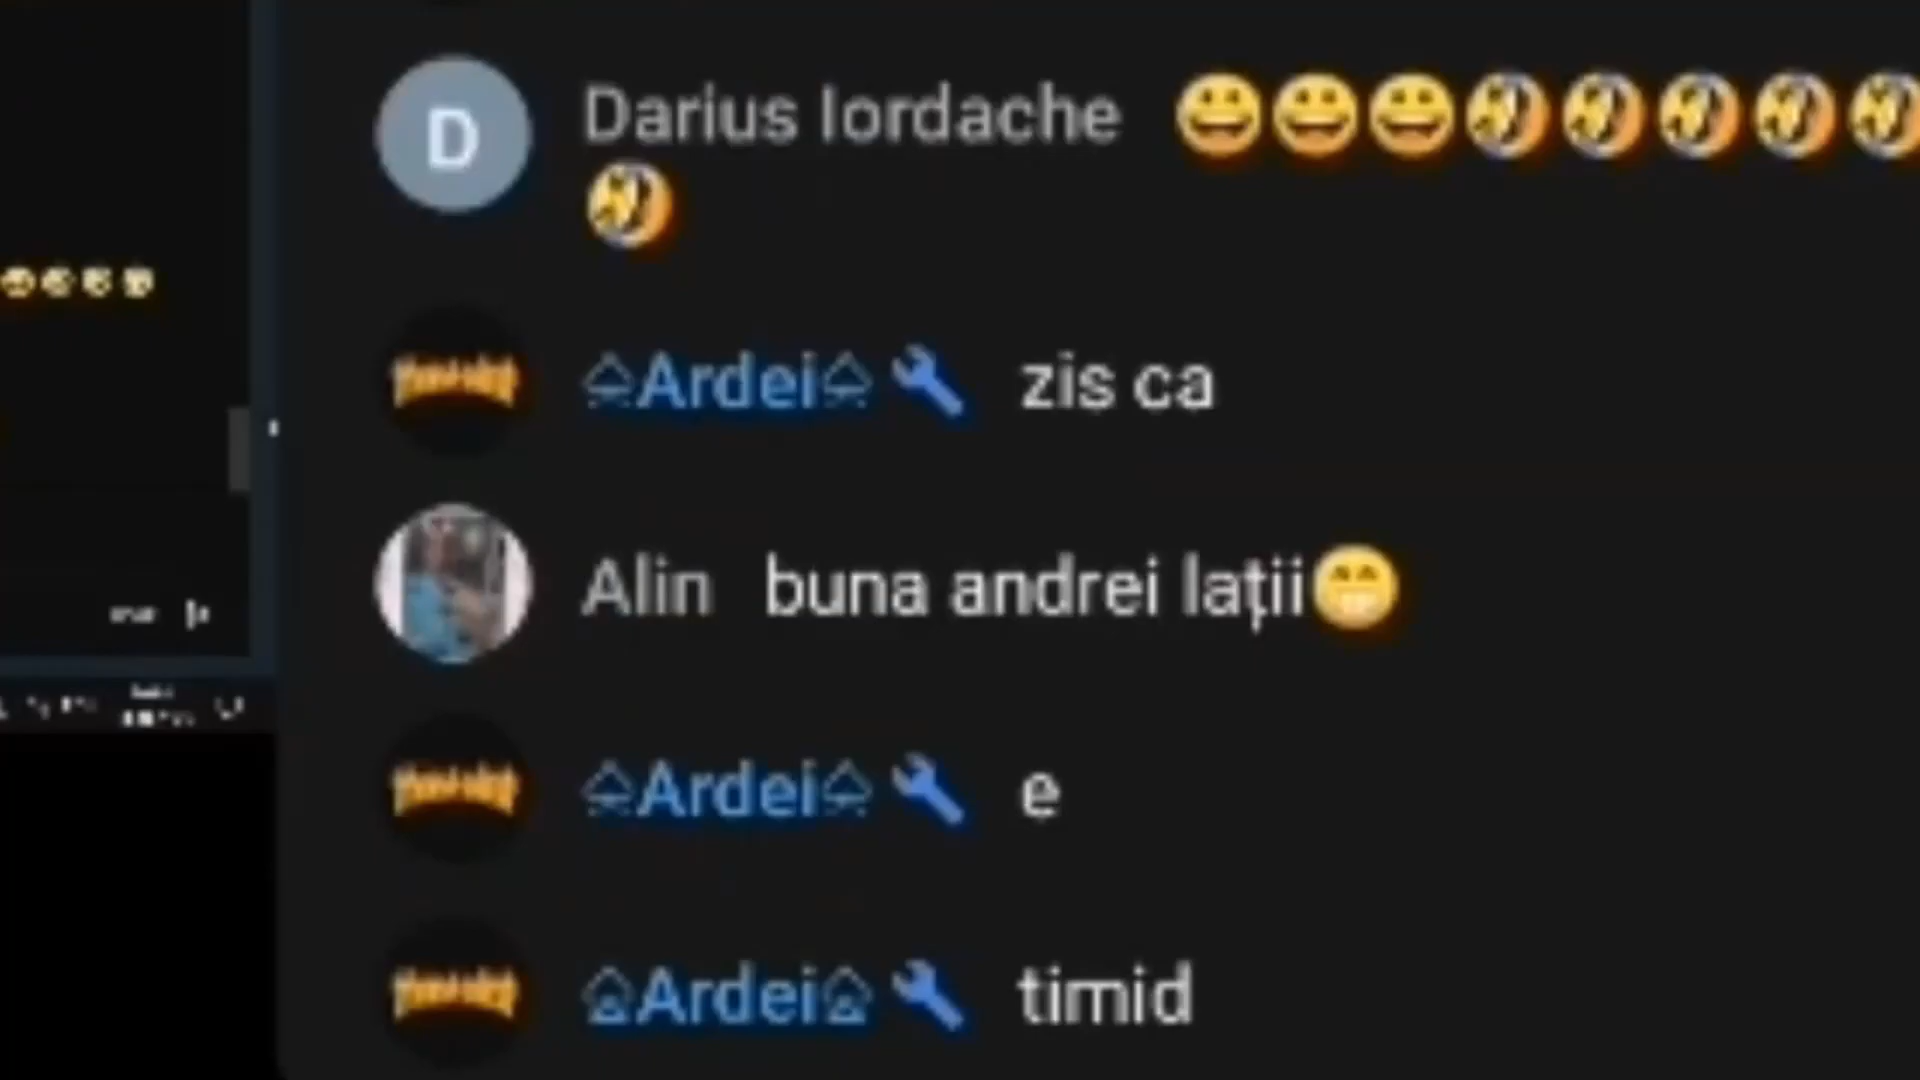 D Darius Iordache 😀😀😀🤣🤣🤣🤣🤣
🤣
Ardei 🔧 zis ca
Alin buna andrei lații😁
Ardei 🔧 e
Ardei 🔧 timid